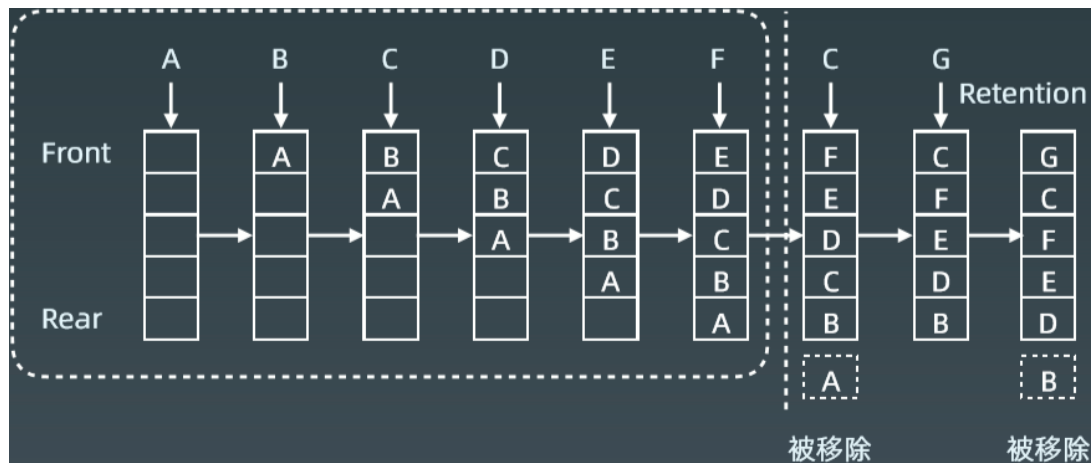 A B C D E F C G
Retention
Front A B C D E F C G
A B C D E F C
A B C D E F
A B C D E
Rear A B B D
A B
被移除 被移除